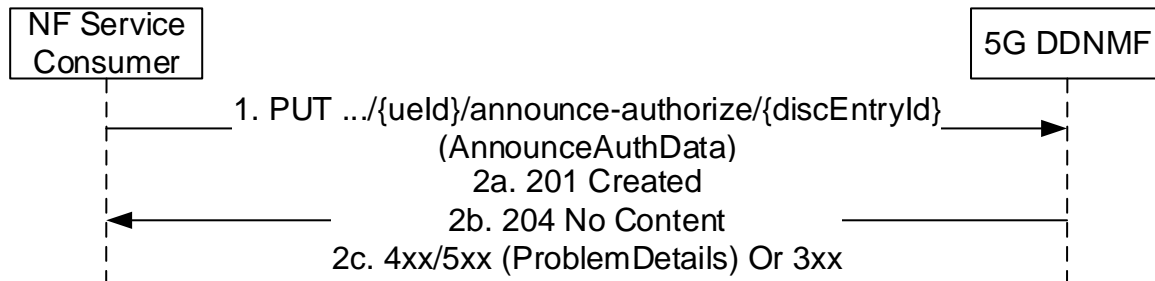 NF Service
Consumer
5G DDNMF
1. PUT .../{ueId}/announce-authorize/{discEntryId}
(AnnounceAuthData)
2a. 201 Created
2b. 204 No Content
2c. 4xx/5xx (ProblemDetails) Or 3xx